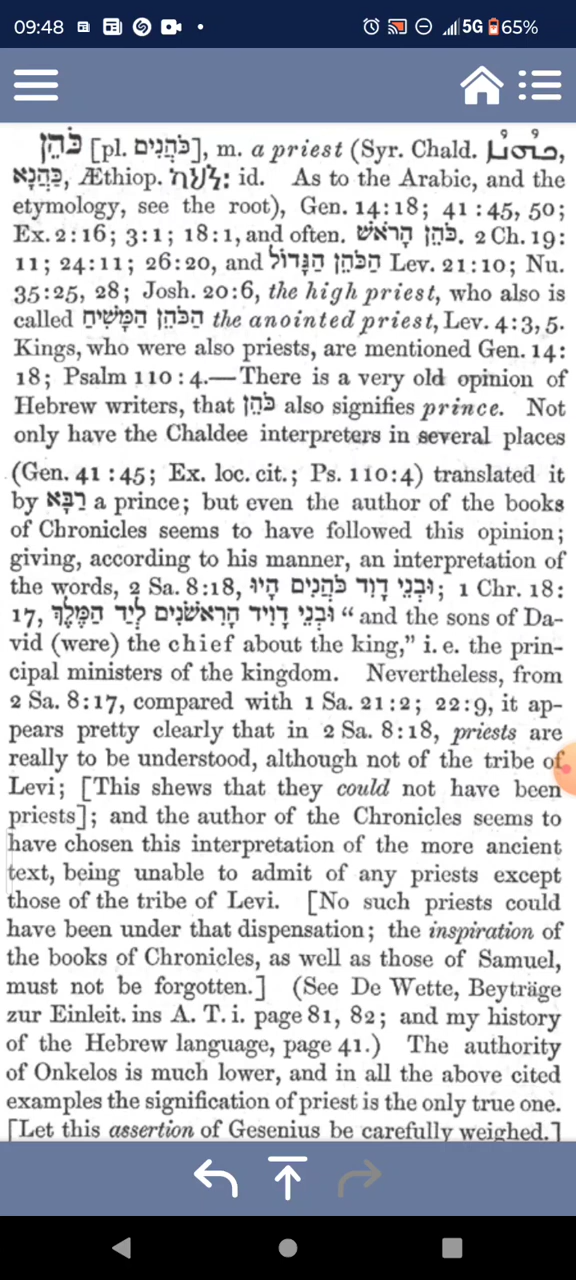 09:48
5G 65%
כֹּהֵן [pl. כֹּהֲנִים], m. a priest (Syr. Chald. ܟܳܗܢܳܐ,
כָּהֲנָא, Æthiop. ካህን: id. As to the Arabic, and the
etymology, see the root), Gen. 14:18; 41:45, 50;
Ex. 2:16; 3:1; 18:1, and often. כֹּהֵן הָרֹאשׁ. 2 Ch. 19:
11; 24:11; 26:20, and הַכֹּהֵן הַגָּדוֹל Lev. 21:10; Nu.
35:25, 28; Josh. 20:6, the high priest, who also is
called הַכֹּהֵן הַמָּשִׁיחַ the anointed priest, Lev. 4:3, 5.
Kings, who were also priests, are mentioned Gen. 14:
18; Psalm 110:4.—There is a very old opinion of
Hebrew writers, that כֹּהֵן also signifies prince. Not
only have the Chaldee interpreters in several places
(Gen. 41:45; Ex. loc. cit.; Ps. 110:4) translated it
by רַבָּא a prince; but even the author of the books
of Chronicles seems to have followed this opinion;
giving, according to his manner, an interpretation of
the words, 2 Sa. 8:18, וּבְנֵי דָוִד כֹּהֲנִים הָיוּ; 1 Chr. 18:
17, וּבְנֵי דָוִיד הָרִאשֹׁנִים לְיַד הַמֶּלֶךְ “and the sons of Da-
vid (were) the chief about the king,” i. e. the prin-
cipal ministers of the kingdom. Nevertheless, from
2 Sa. 8:17, compared with 1 Sa. 21:2; 22:9, it ap-
pears pretty clearly that in 2 Sa. 8:18, priests are
really to be understood, although not of the tribe of
Levi; [This shews that they could not have been
priests]; and the author of the Chronicles seems to
have chosen this interpretation of the more ancient
text, being unable to admit of any priests except
those of the tribe of Levi. [No such priests could
have been under that dispensation; the inspiration of
the books of Chronicles, as well as those of Samuel,
must not be forgotten.] (See De Wette, Beyträge
zur Einleit. ins A. T. i. page 81, 82; and my history
of the Hebrew language, page 41.) The authority
of Onkelos is much lower, and in all the above cited
examples the signification of priest is the only true one.
[Let this assertion of Gesenius be carefully weighed.]